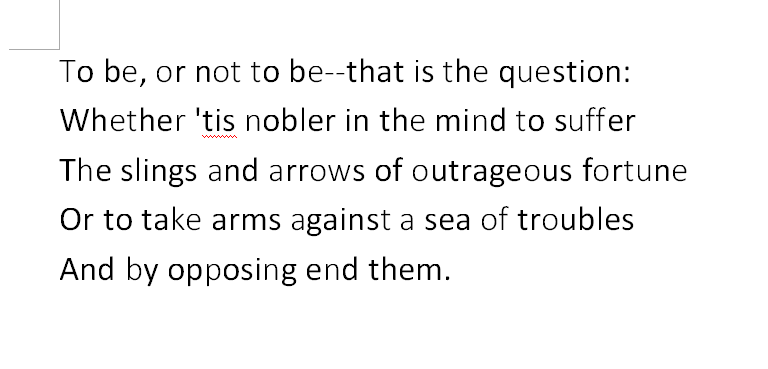 To be, or not to be--that is the question:
Whether 'tis nobler in the mind to suffer
The slings and arrows of outrageous fortune
Or to take arms against a sea of troubles
And by opposing end them.